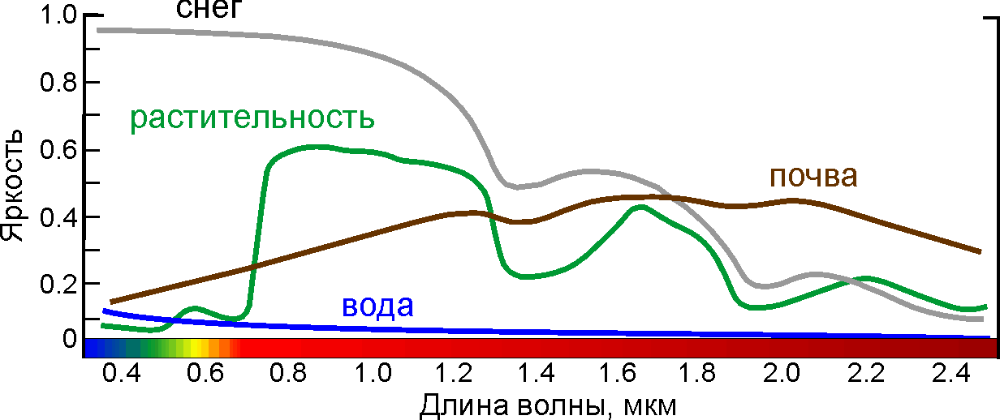 снег
1.0
0.8
растительность
0.6
почва
Яркость
0.4
0.2
вода
0
0.4 0.6 0.8 1.0 1.2 1.4 1.6 1.8 2.0 2.2 2.4
Длина волны, мкм